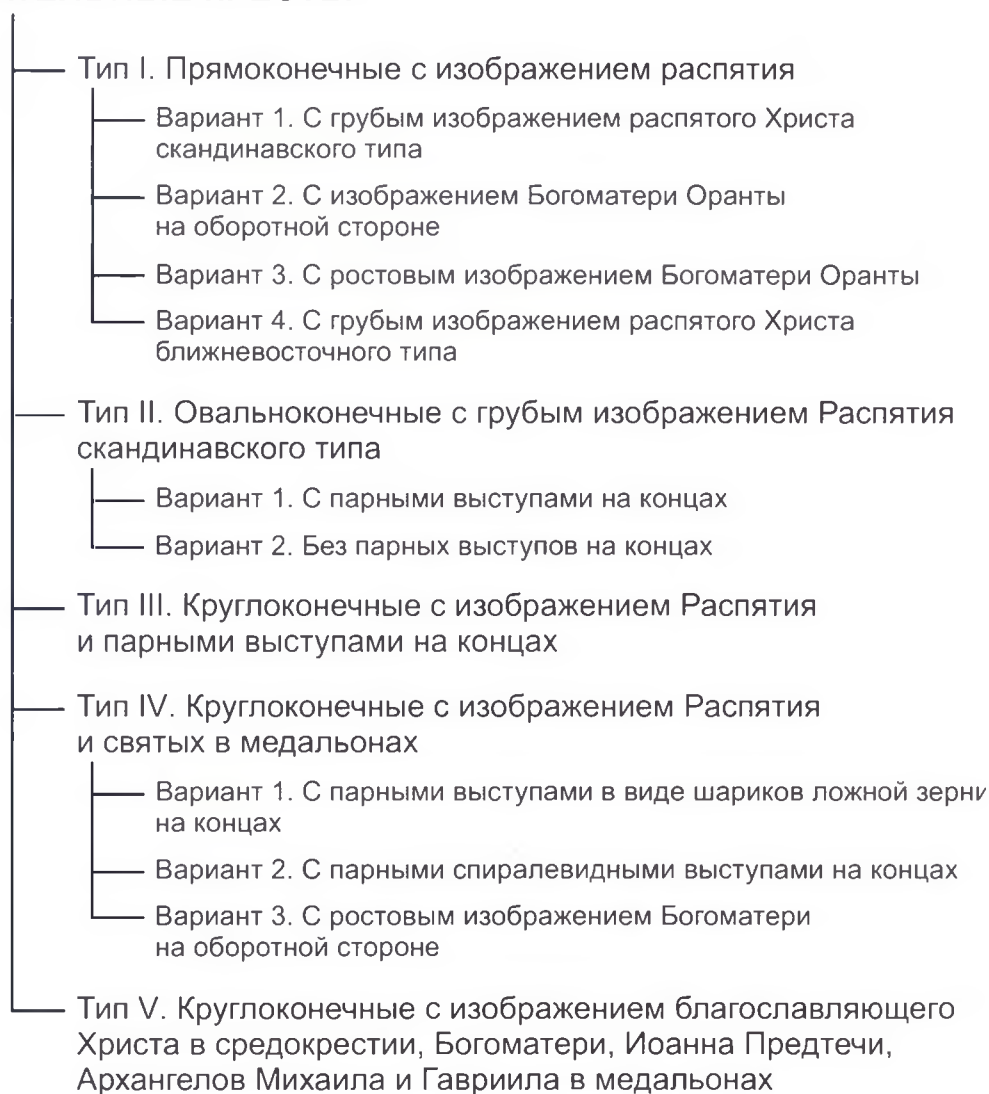 Тип I. Прямоконечные с изображением распятия
Вариант 1. С грубым изображением распятого Христа
скандинавского типа
Вариант 2. С изображением Богоматери Оранты
на оборотной стороне
Вариант 3. С ростовым изображением Богоматери Оранты
Вариант 4. С грубым изображением распятого Христа
ближневосточного типа
Тип II. Овальноконечные с грубым изображением Распятия
скандинавского типа
Вариант 1. С парными выступами на концах
Вариант 2. Без парных выступов на концах
Тип III. Круглоконечные с изображением Распятия
и парными выступами на концах
Тип IV. Круглоконечные с изображением Распятия
и святых в медальонах
Вариант 1. С парными выступами в виде шариков ложной зерни
на концах
Вариант 2. С парными спиралевидными выступами на концах
Вариант 3. С ростовым изображением Богоматери
на оборотной стороне
Тип V. Круглоконечные с изображением благославляющего
Христа в средокрестии, Богоматери, Иоанна Предтечи,
Архангелов Михаила и Гавриила в медальонах